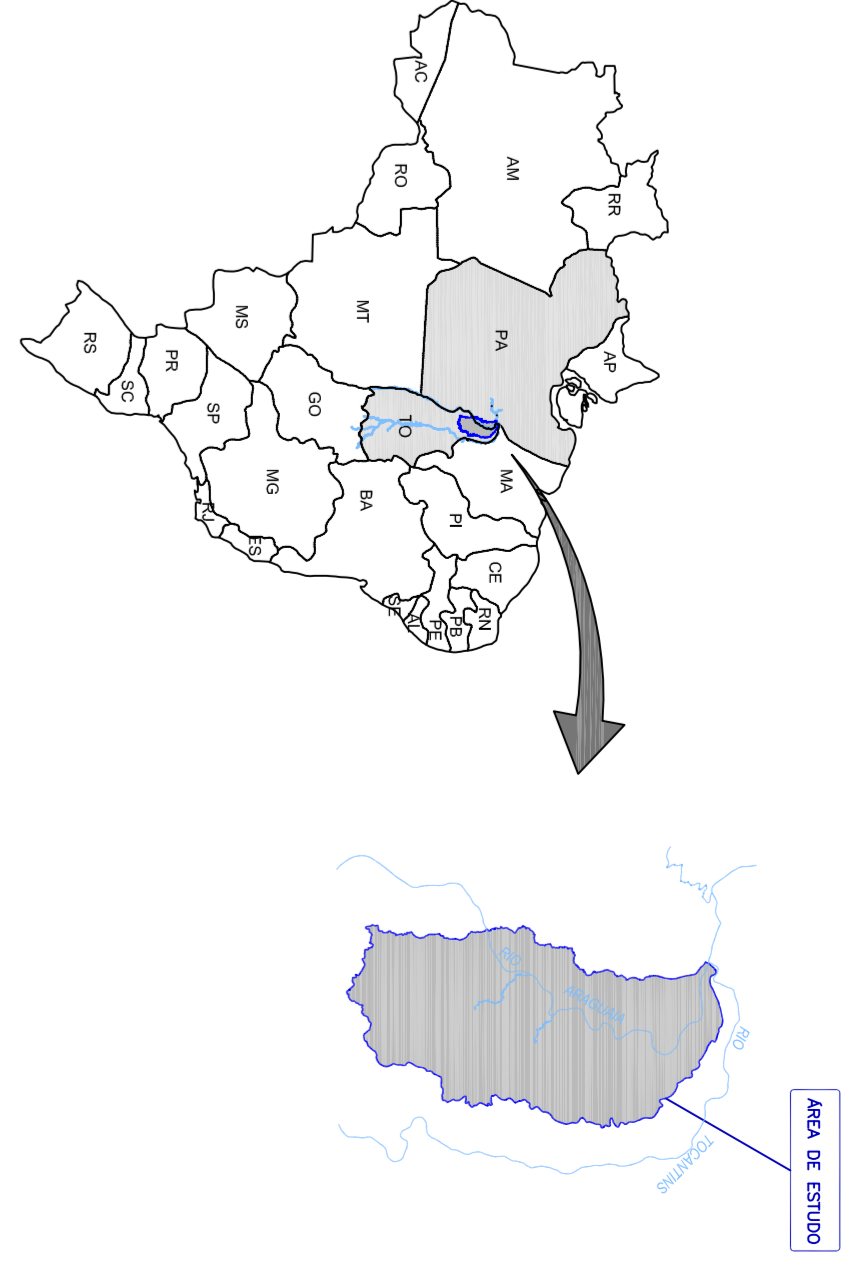 RR
AP
AM
PA
MA
CE
RN
PB
PI
PE
AL
SE
AC
RO
TO
MT
BA
GO
MG
MS
ES
SP
RJ
PR
SC
RS
ÁREA DE ESTUDO
RIO
TOCANTINS
RIO
ARAGUAIA